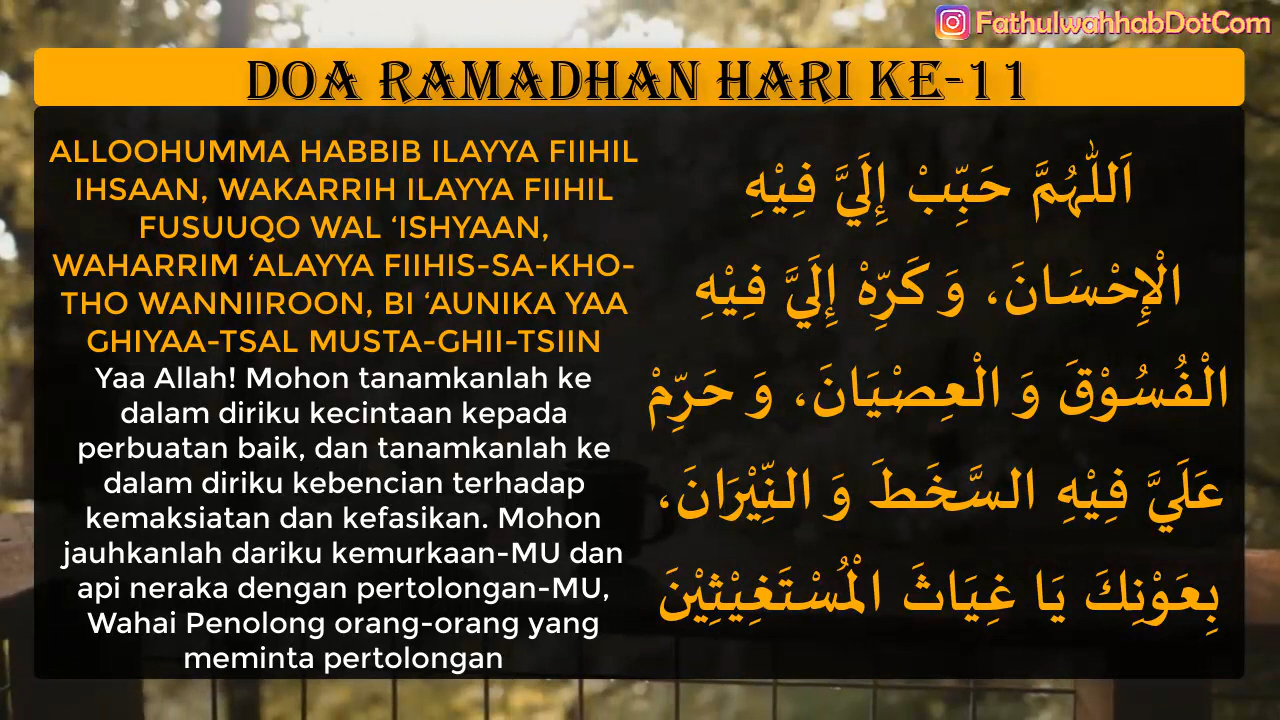 FathulwahhabDotCom
DOA RAMADHAN HARI KE-11
ALLOOHUMMA HABBIB ILAYYA FIIHIL
IHSAAN, WAKARRIH ILAYYA FIIHIL
FUSUUQO WAL ‘ISHYAAN,
WAHARRIM ‘ALAYYA FIIHIS-SA-KHO-
THO WANNIIROON, BI ‘AUNIKA YAA
GHIYAA-TSAL MUSTA-GHII-TSIIN
Yaa Allah! Mohon tanamkanlah ke
dalam diriku kecintaan kepada
perbuatan baik, dan tanamkanlah ke
dalam diriku kebencian terhadap
kemaksiatan dan kefasikan. Mohon
jauhkanlah dariku kemurkaan-MU dan
api neraka dengan pertolongan-MU,
Wahai Penolong orang-orang yang
meminta pertolongan
اَللّٰهُمَّ حَبِّبْ إِلَيَّ فِيْهِ
الْإِحْسَانَ، وَ كَرِّهْ إِلَيَّ فِيْهِ
الْفُسُوْقَ وَ الْعِصْيَانَ، وَ حَرِّمْ
عَلَيَّ فِيْهِ السَّخَطَ وَ النِّيْرَانَ،
بِعَوْنِكَ يَا غِيَاثَ الْمُسْتَغِيْثِيْنَ